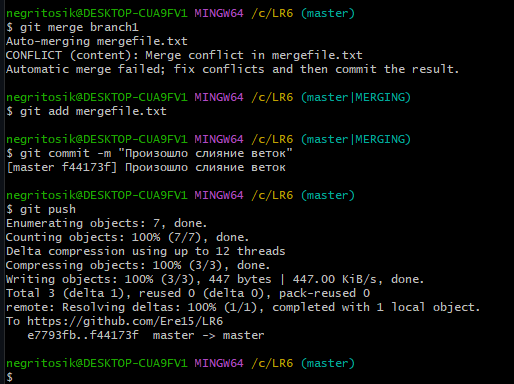 negritosik@DESKTOP-CUA9FV1 MINGW64 /c/LR6 (master)
$ git merge branch1
Auto-merging mergefile.txt
CONFLICT (content): Merge conflict in mergefile.txt
Automatic merge failed; fix conflicts and then commit the result.
negritosik@DESKTOP-CUA9FV1 MINGW64 /c/LR6 (master|MERGING)
$ git add mergefile.txt
negritosik@DESKTOP-CUA9FV1 MINGW64 /c/LR6 (master|MERGING)
$ git commit -m "Произошло слияние веток"
[master f44173f] Произошло слияние веток
negritosik@DESKTOP-CUA9FV1 MINGW64 /c/LR6 (master)
$ git push
Enumerating objects: 7, done.
Counting objects: 100% (7/7), done.
Delta compression using up to 12 threads
Compressing objects: 100% (3/3), done.
Writing objects: 100% (3/3), 447 bytes | 447.00 KiB/s, done.
Total 3 (delta 1), reused 0 (delta 0), pack-reused 0
remote: Resolving deltas: 100% (1/1), completed with 1 local object.
To https://github.com/Ere15/LR6
   e7793fb..f44173f  master -> master
negritosik@DESKTOP-CUA9FV1 MINGW64 /c/LR6 (master)
$